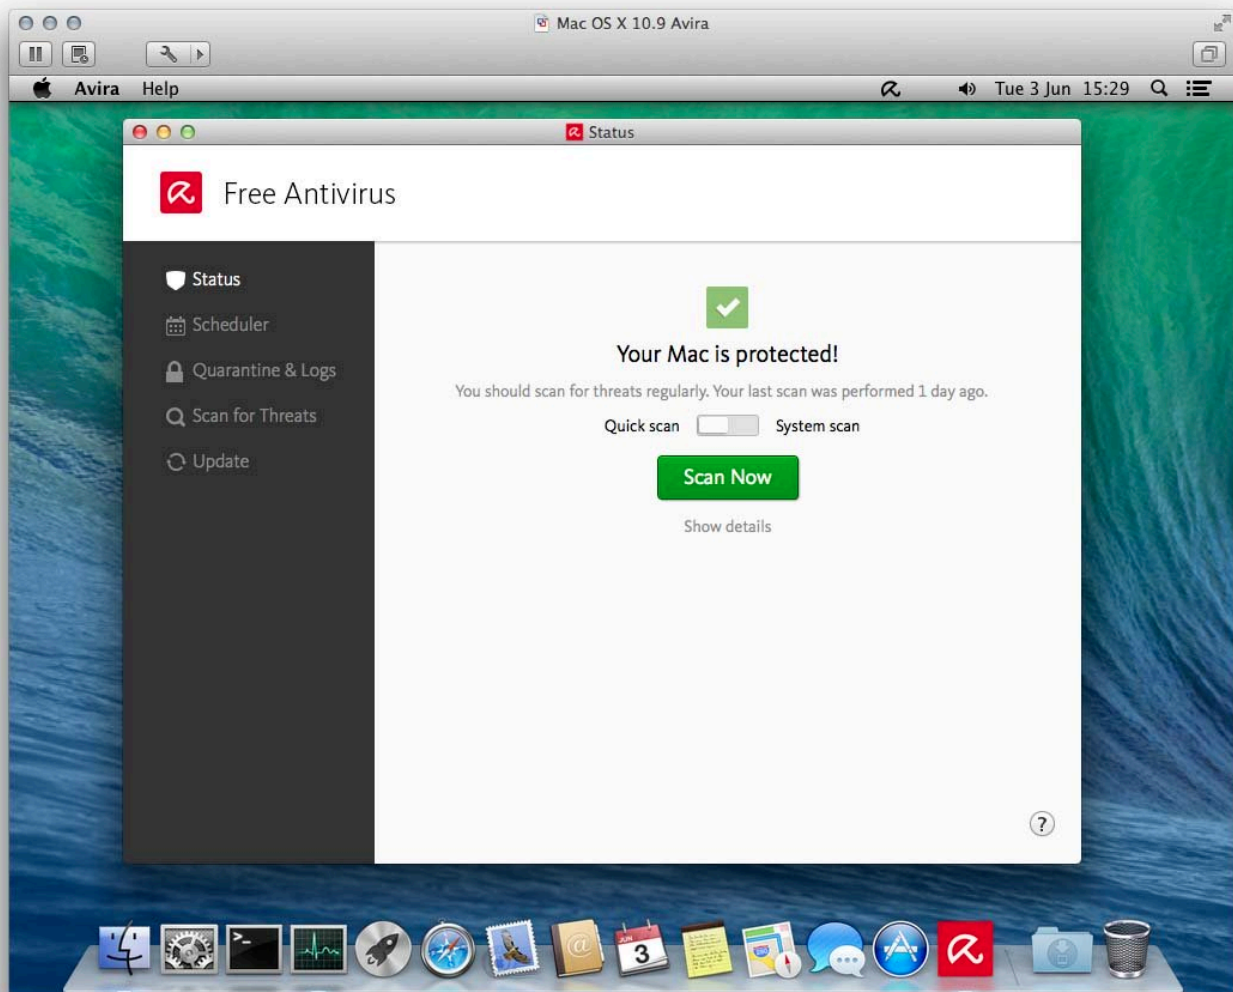 Mac OS X 10.9 Avira
Avira Help Tue 3 Jun 15:29
Status
Free Antivirus
Status
Scheduler
Quarantine & Logs
Scan for Threats
Update
Your Mac is protected!
You should scan for threats regularly. Your last scan was performed 1 day ago.
Quick scan System scan
Scan Now
Show details
?
>_
@
JUN
3